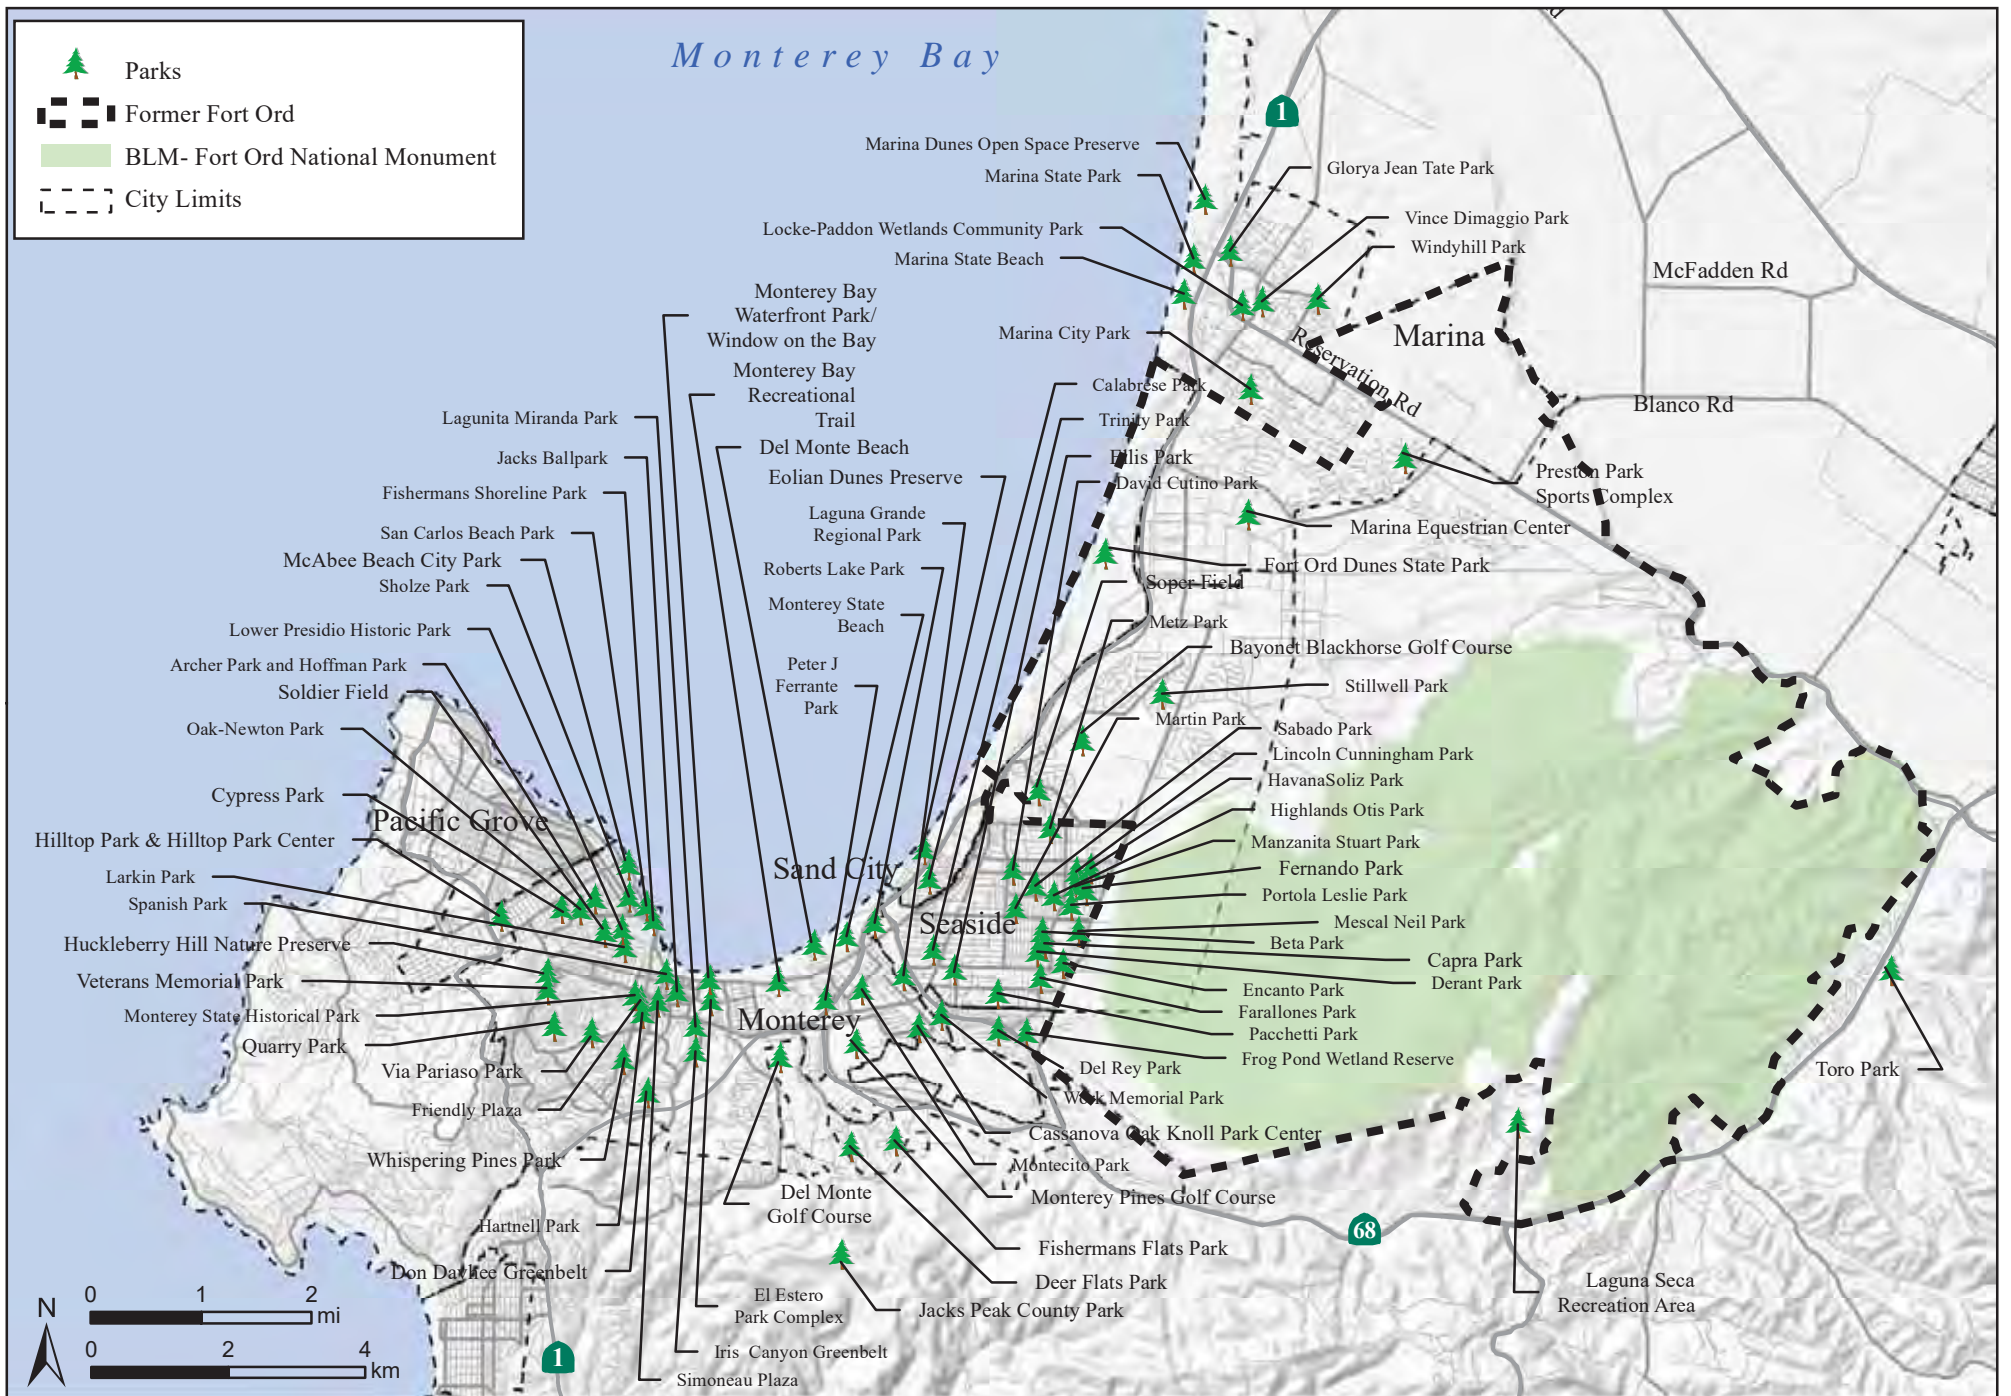 Parks
Former Fort Ord
BLM- Fort Ord National Monument
City Limits
Monterey Bay
1
Marina Dunes Open Space Preserve
Marina State Park
Glorya Jean Tate Park
Locke-Paddon Wetlands Community Park
Vince Dimaggio Park
Marina State Beach
Windyhill Park
McFadden Rd
Monterey Bay
Waterfront Park/
Window on the Bay
Marina City Park
Marina
Reservation Rd
Monterey Bay
Recreational
Trail
Calabrese Park
Blanco Rd
Lagunita Miranda Park
Trinity Park
Del Monte Beach
Jacks Ballpark
Ellis Park
Eolian Dunes Preserve
David Cutino Park
Preston Park
Sports Complex
Fishermans Shoreline Park
Laguna Grande
Regional Park
Marina Equestrian Center
San Carlos Beach Park
McAbee Beach City Park
Roberts Lake Park
Fort Ord Dunes State Park
Sholze Park
Soper Field
Monterey State
Beach
Metz Park
Lower Presidio Historic Park
Bayonet Blackhorse Golf Course
Archer Park and Hoffman Park
Peter J
Ferrante
Park
Soldier Field
Stillwell Park
Martin Park
Oak-Newton Park
Sabado Park
Lincoln Cunningham Park
HavanaSoliz Park
Cypress Park
Highlands Otis Park
Pacific Grove
Hilltop Park & Hilltop Park Center
Manzanita Stuart Park
Sand City
Fernando Park
Larkin Park
Portola Leslie Park
Spanish Park
Seaside
Mescal Neil Park
Huckleberry Hill Nature Preserve
Beta Park
Capra Park
Veterans Memorial Park
Derant Park
Encanto Park
Monterey State Historical Park
Farallones Park
Monterey
Pacchetti Park
Quarry Park
Frog Pond Wetland Reserve
Via Pariaso Park
Del Rey Park
Toro Park
Friendly Plaza
Work Memorial Park
Cassanova Oak Knoll Park Center
Whispering Pines Park
Montecito Park
Del Monte
Golf Course
Monterey Pines Golf Course
Hartnell Park
68
Fishermans Flats Park
Don Dahvee Greenbelt
Deer Flats Park
Laguna Seca
Recreation Area
El Estero
Park Complex
Jacks Peak County Park
Iris Canyon Greenbelt
Simoneau Plaza
1
N
0 1 2
mi
0 2 4
km